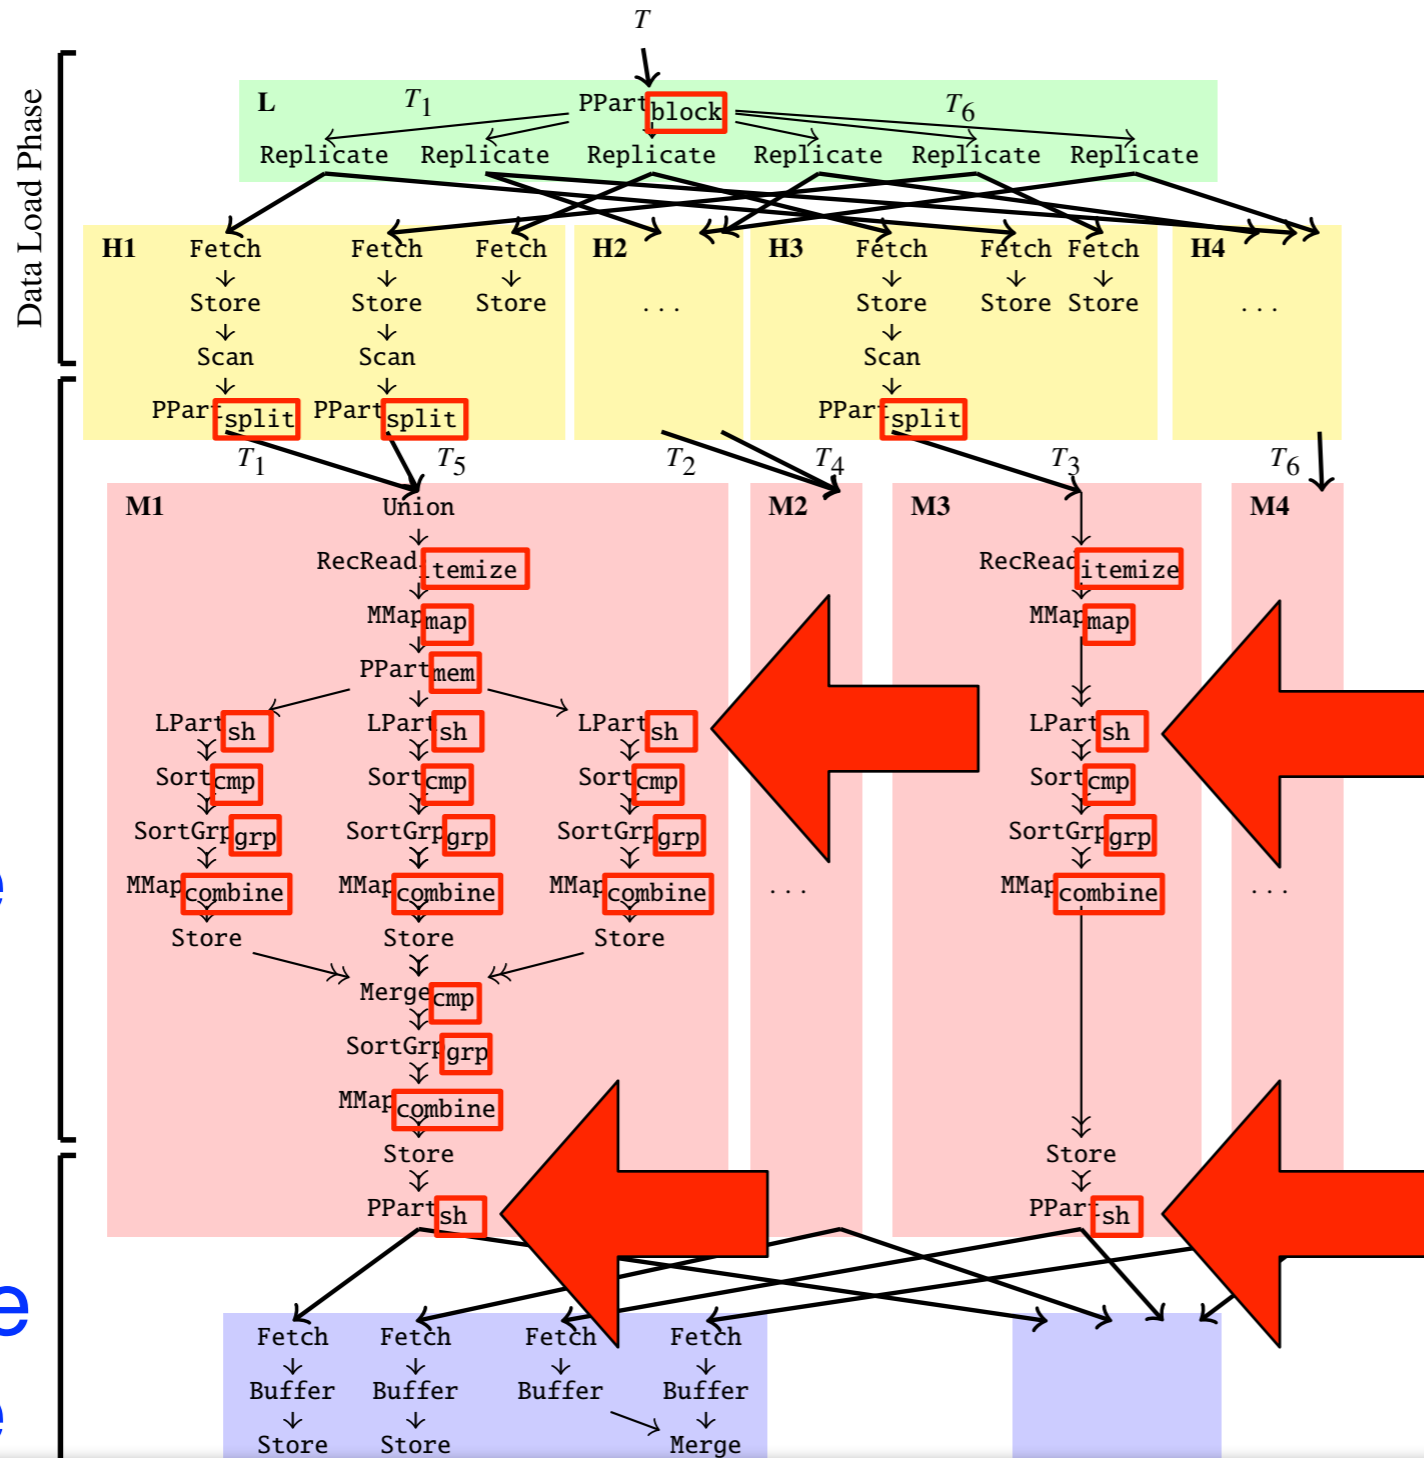 T
Data Load Phase
L T1 PPart block T6
Replicate Replicate Replicate Replicate Replicate Replicate
H1 Fetch Fetch Fetch H2 H3 Fetch Fetch Fetch H4
Store Store Store ... Store Store Store ...
Scan Scan Scan
PPart split PPart split PPart split
T1 T5 T2 T4 T3 T6
M1 Union M2 M3 M4
RecRead itemize RecRead itemize
MMap map MMap map
PPart mem
LPart sh LPart sh LPart sh LPart sh
Sort cmp Sort cmp Sort cmp Sort cmp
SortGrp grp SortGrp grp SortGrp grp SortGrp grp
MMap combine MMap combine MMap combine ... MMap combine ...
Store Store Store
Merge cmp
SortGrp grp
MMap combine
Store Store
PPart sh PPart sh
Fetch Fetch Fetch Fetch
Buffer Buffer Buffer Buffer
Store Store Merge